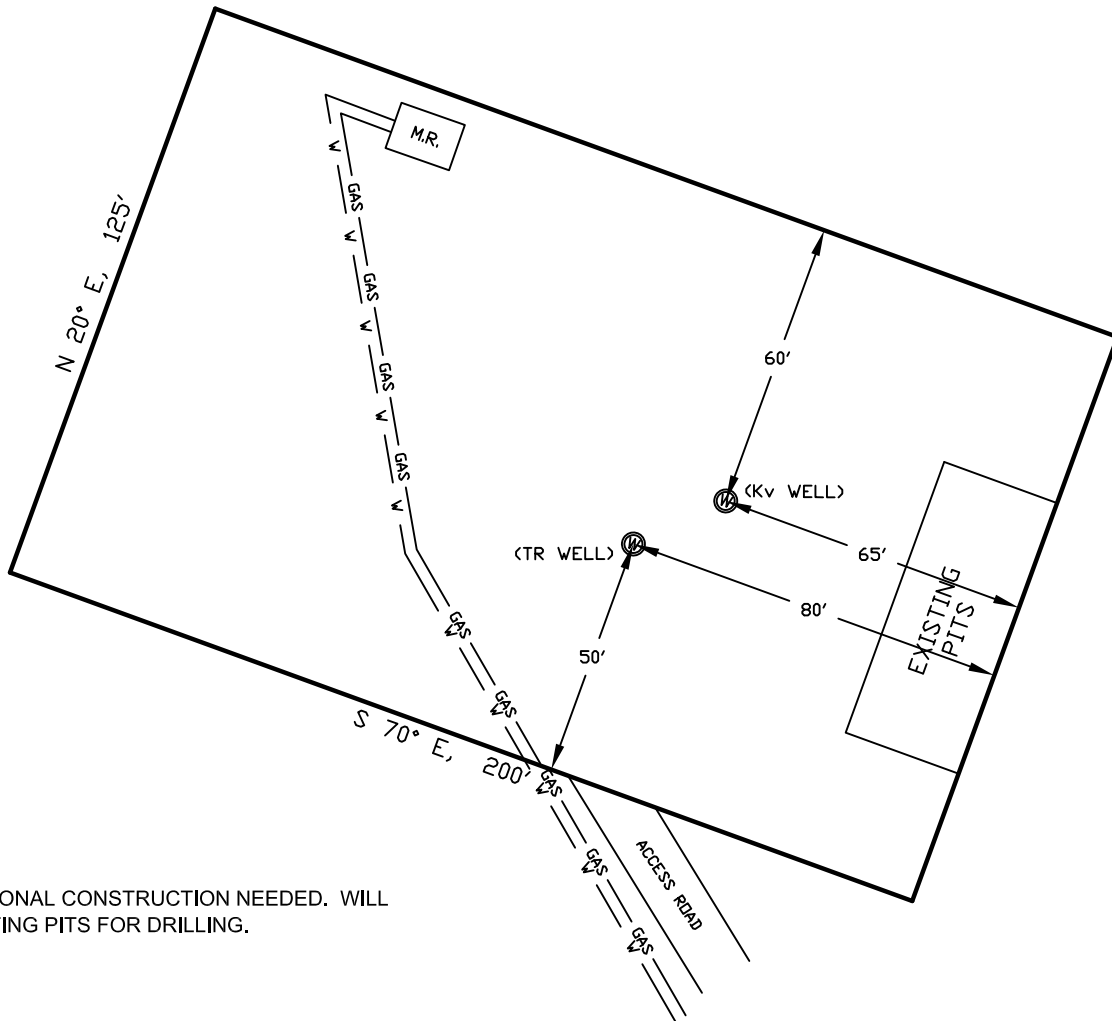 M.R.
W GAS
W GAS
W GAS
W GAS
W
N 20° E, 125'
60'
(Kv WELL)
W
(TR WELL)
W
65'
80'
EXISTING
PITS
50'
GAS
W
GAS
W
S 70° E, 200'
GAS
W
GAS
W
GAS
W
ACCESS ROAD
ONAL CONSTRUCTION NEEDED. WILL
ING PITS FOR DRILLING.